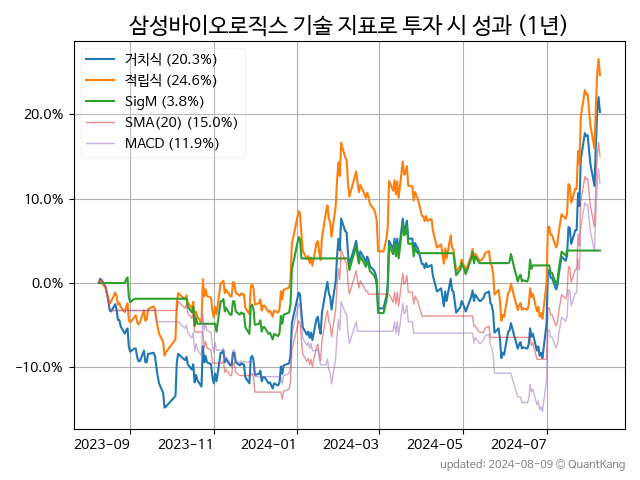 삼성바이오로직스 기술 지표로 투자 시 성과 (1년)
거치식 (20.3%)
적립식 (24.6%)
SigM (3.8%)
SMA(20) (15.0%)
MACD (11.9%)
20.0%
10.0%
0.0%
−10.0%
2023-09 2023-11 2024-01 2024-03 2024-05 2024-07
updated: 2024-08-09 © QuantKang